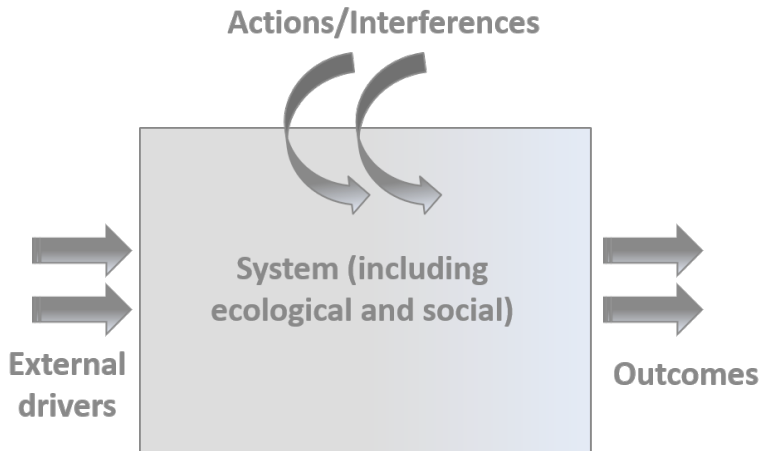 Actions/Interferences
System (including
ecological and social)
External
drivers
Outcomes